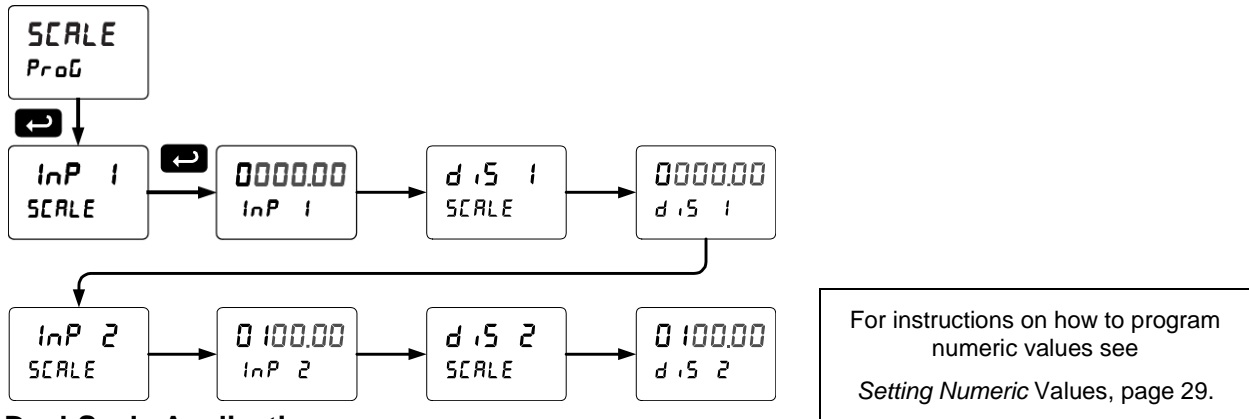 SCALE
ProG
InP 1
SCALE
0000.00
InP 1
diS 1
SCALE
0000.00
diS 1
InP 2
SCALE
0100.00
InP 2
diS 2
SCALE
0100.00
diS 2
For instructions on how to program
numeric values see
Setting Numeric Values, page 29.